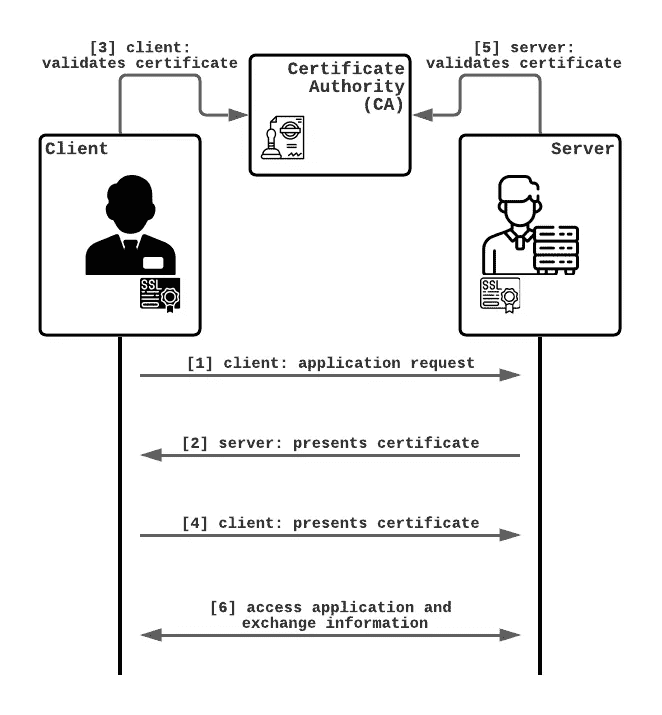 [3] client:
validates certificate
[5] server:
validates certificate
Certificate
Authority
(CA)
Client
Server
SSL
SSL
[1] client: application request
[2] server: presents certificate
[4] client: presents certificate
[6] access application and
exchange information